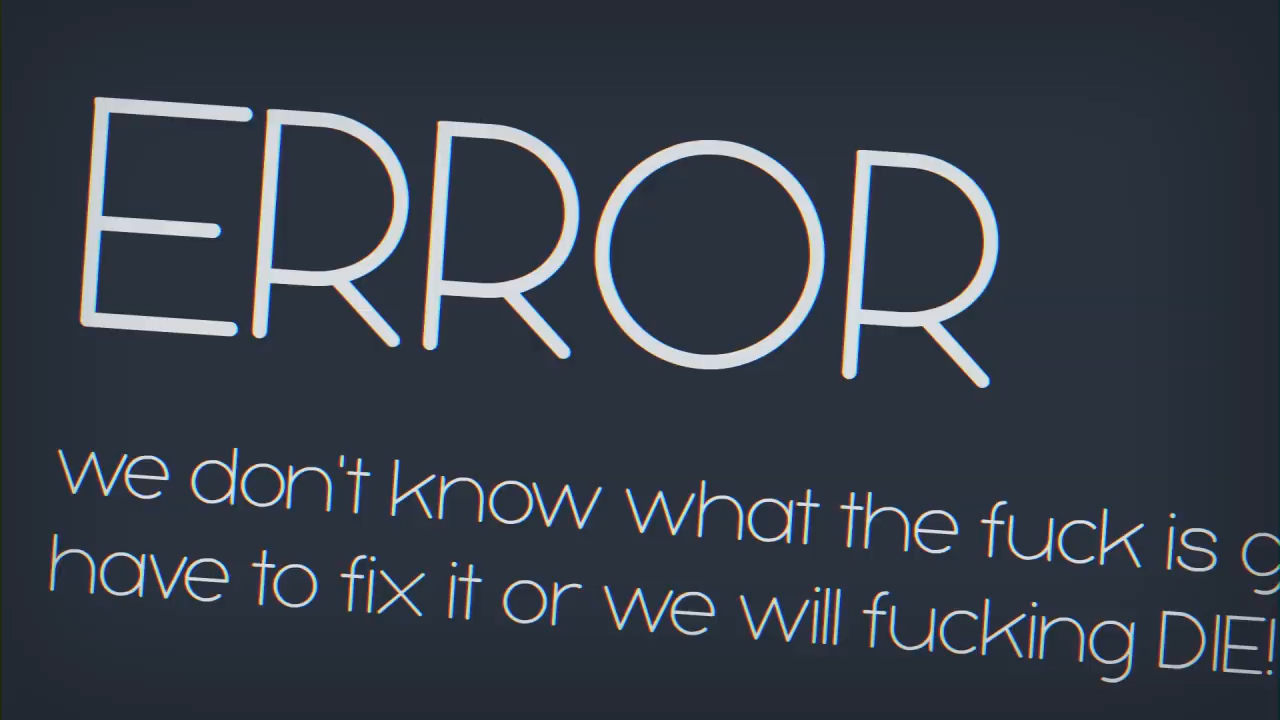 ERROR
we don't know what the fuck is
have to fix it or we will fucking DIE!